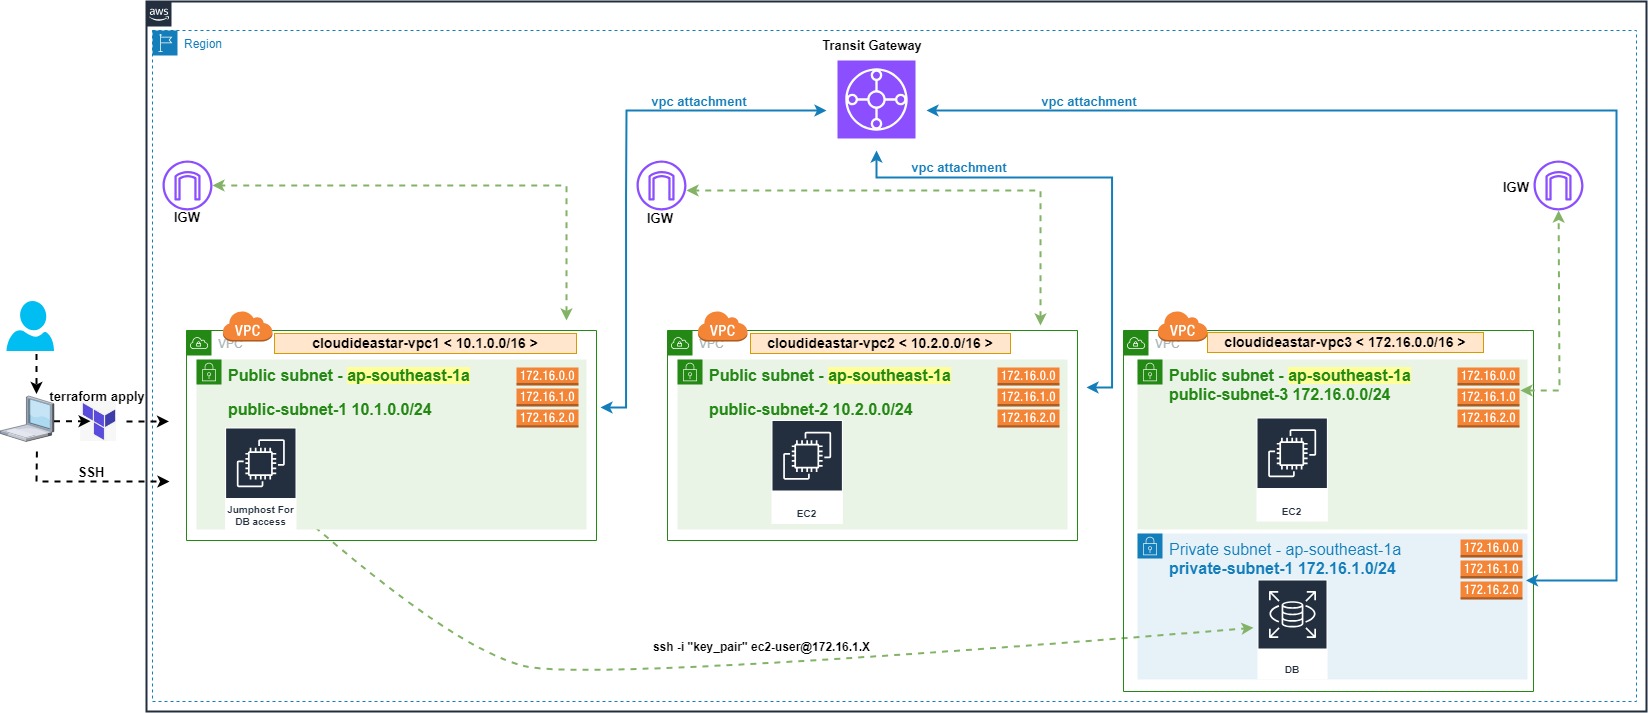 aws
Region
Transit Gateway
vpc attachment
vpc attachment
vpc attachment
IGW
IGW
IGW
terraform apply
SSH
VPC
VPC
cloudideastar-vpc1 < 10.1.0.0/16 >
Public subnet - ap-southeast-1a
public-subnet-1 10.1.0.0/24
172.16.0.0
172.16.1.0
172.16.2.0
Jumphost For
DB access
VPC
VPC
cloudideastar-vpc2 < 10.2.0.0/16 >
Public subnet - ap-southeast-1a
public-subnet-2 10.2.0.0/24
172.16.0.0
172.16.1.0
172.16.2.0
EC2
VPC
VPC
cloudideastar-vpc3 < 172.16.0.0/16 >
Public subnet - ap-southeast-1a
public-subnet-3 172.16.0.0/24
172.16.0.0
172.16.1.0
172.16.2.0
EC2
Private subnet - ap-southeast-1a
private-subnet-1 172.16.1.0/24
172.16.0.0
172.16.1.0
172.16.2.0
DB
ssh -i "key_pair" ec2-user@172.16.1.X